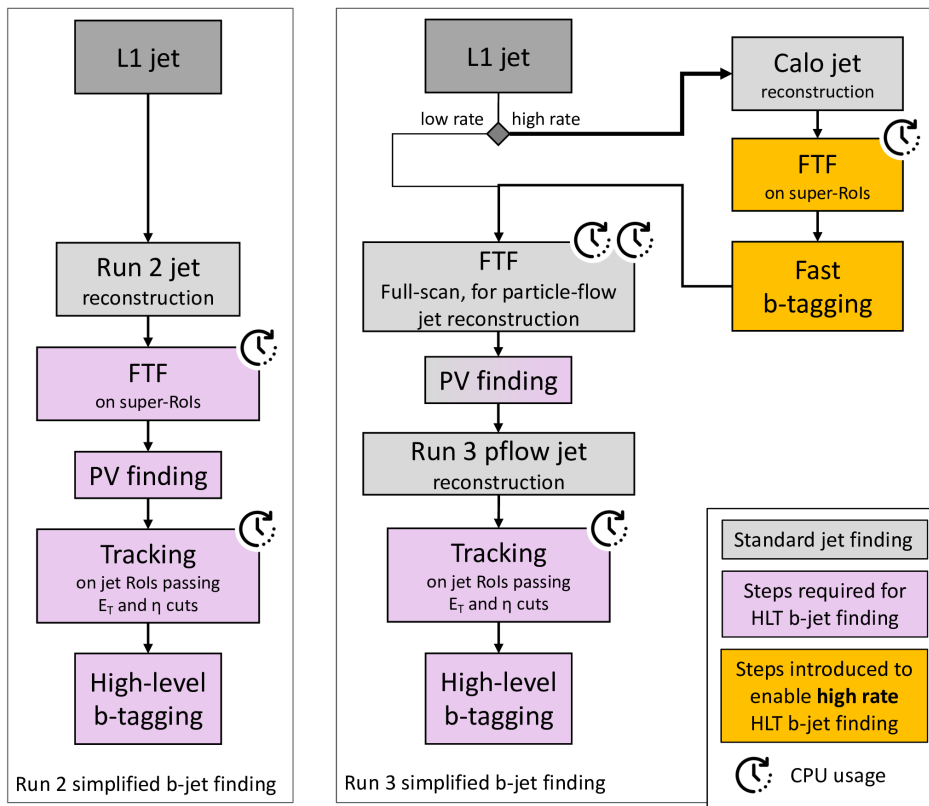 L1 jet
Run 2 jet
reconstruction
FTF
on super-RoIs
PV finding
Tracking
on jet RoIs passing
E_T and η cuts
High-level
b-tagging
Run 2 simplified b-jet finding
L1 jet
low rate
high rate
Calo jet
reconstruction
FTF
on super-RoIs
Fast
b-tagging
FTF
Full-scan, for particle-flow
jet reconstruction
PV finding
Run 3 pflow jet
reconstruction
Tracking
on jet RoIs passing
E_T and η cuts
High-level
b-tagging
Run 3 simplified b-jet finding
Standard jet finding
Steps required for
HLT b-jet finding
Steps introduced to
enable high rate
HLT b-jet finding
CPU usage